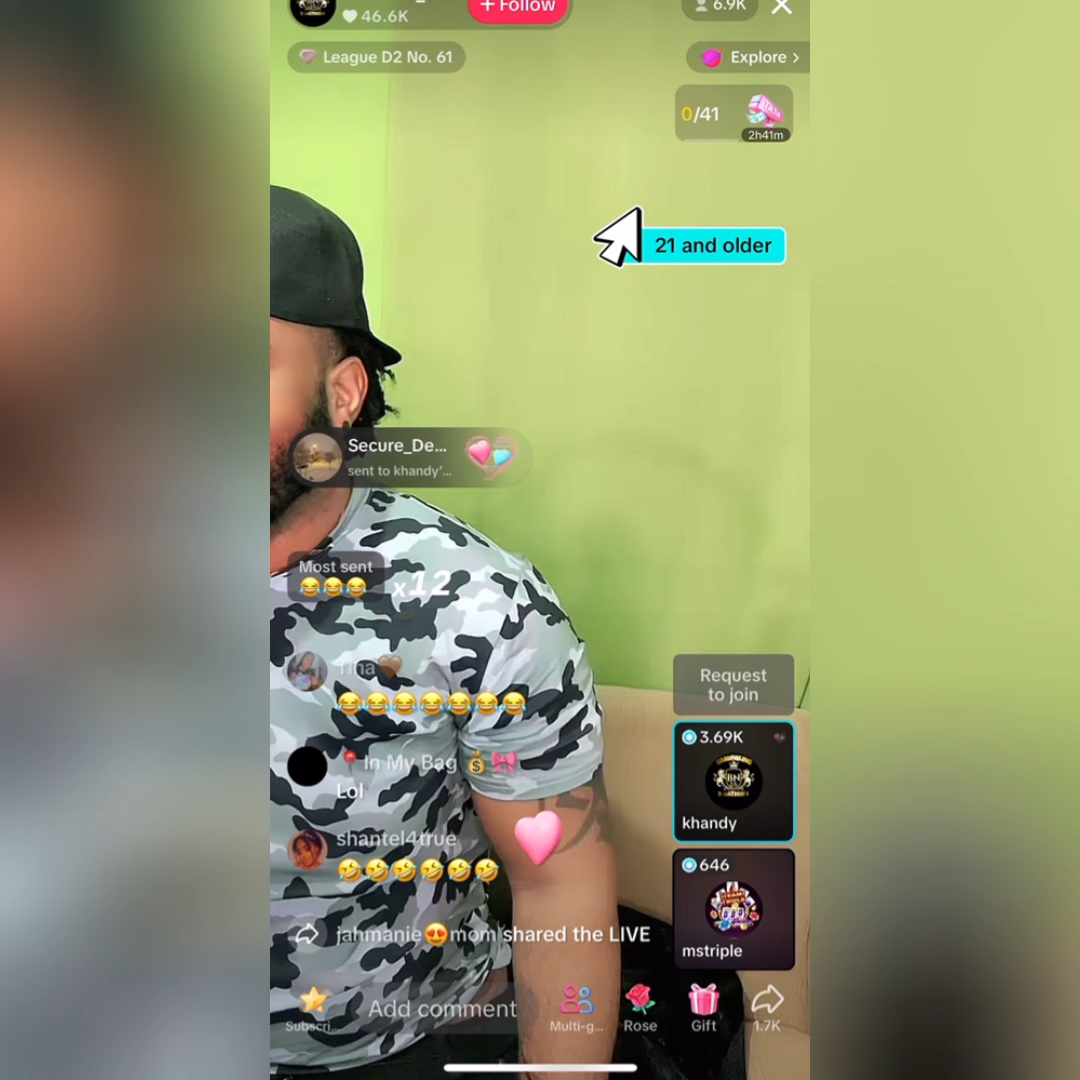 46.6K
+ Follow
6.9K
League D2 No. 61
Explore >
0/41
2h41m
21 and older
Secure_De...
sent to khandy'...
Most sent
😂😂😂
x12
Tina🤎
😂😂😂😂😂😂😂
📍In My Bag 💰🎀
Lol
shantel4true
🤣🤣🤣🤣🤣🤣
jahmanie😍mom shared the LIVE
Request
to join
3.69K
BN
khandy
646
mstriple
Subscri...
Add comment
Multi-g...
Rose
Gift
1.7K